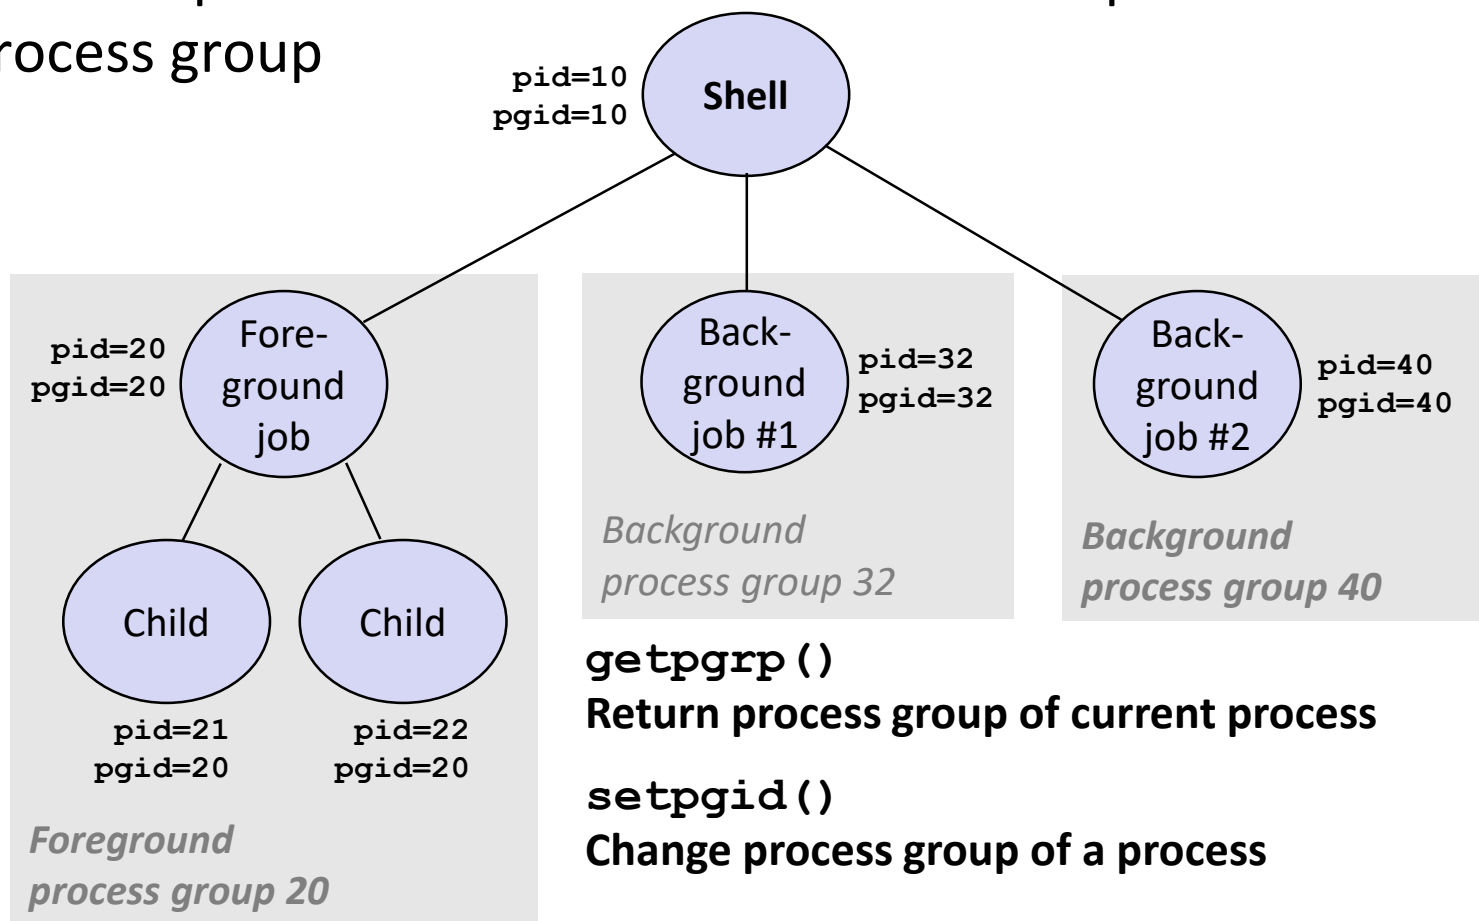 rocess group
pid=10
pgid=10
Shell
pid=20
pgid=20
Fore-
ground
job
Back-
ground
job #1
pid=32
pgid=32
Back-
ground
job #2
pid=40
pgid=40
Background
process group 32
Background
process group 40
Child
Child
pid=21
pgid=20
pid=22
pgid=20
Foreground
process group 20
getpgrp()
Return process group of current process
setpgid()
Change process group of a process